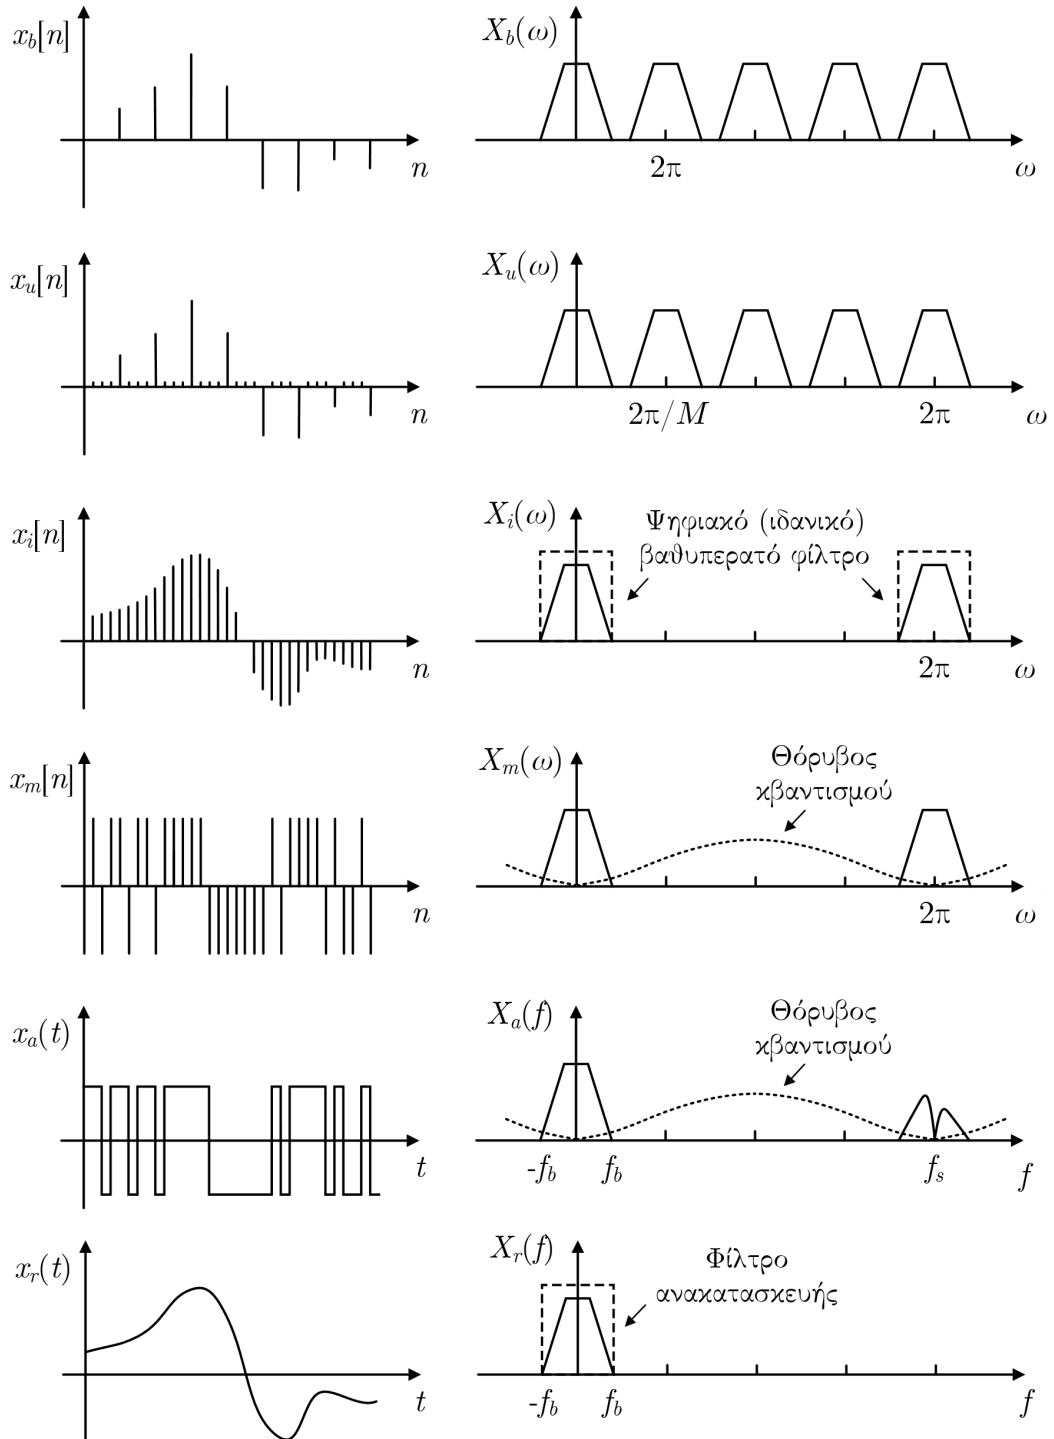 x_b[n]
n
X_b(ω)
2π
ω
x_u[n]
n
X_u(ω)
2π/M
2π
ω
x_i[n]
n
X_i(ω)
Ψηφιακό (ιδανικό)
βαθυπερατό φίλτρο
2π
ω
x_m[n]
n
X_m(ω)
Θόρυβος
κβαντισμού
2π
ω
x_a(t)
t
X_a(f)
Θόρυβος
κβαντισμού
-f_b
f_b
f_s
f
x_r(t)
t
X_r(f)
Φίλτρο
ανακατασκευής
-f_b
f_b
f